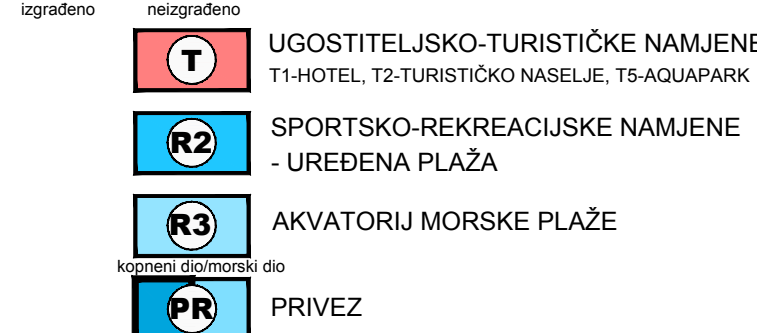 izgrađeno neizgrađeno
T UGOSTITELJSKO-TURISTIČKE NAMJENE
T1-HOTEL, T2-TURISTIČKO NASELJE, T5-AQUAPARK
R2 SPORTSKO-REKREACIJSKE NAMJENE
- UREĐENA PLAŽA
R3 AKVATORIJ MORSKE PLAŽE
kopneni dio/morski dio
PR PRIVEZ